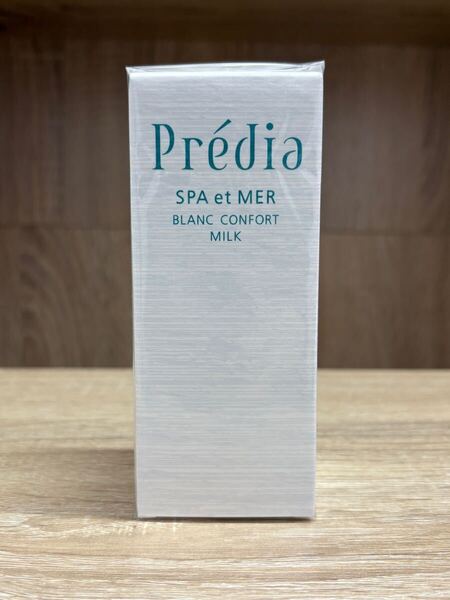 Prédia
SPA et MER
BLANC CONFORT
MILK